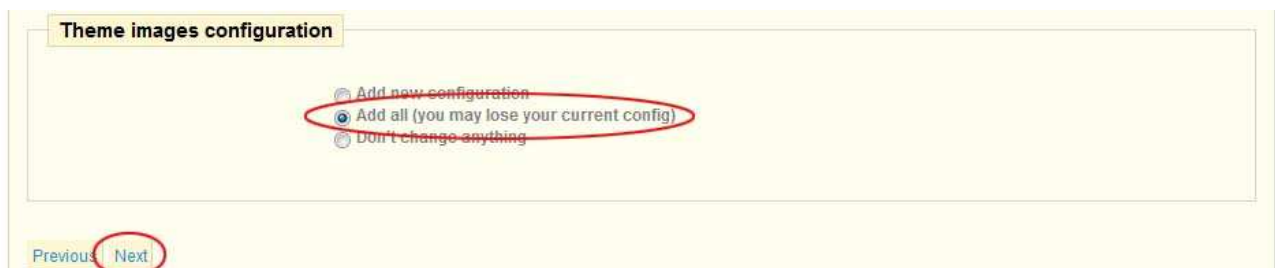 Theme images configuration
Add new configuration
Add all (you may lose your current config)
Don't change anything
Previous Next